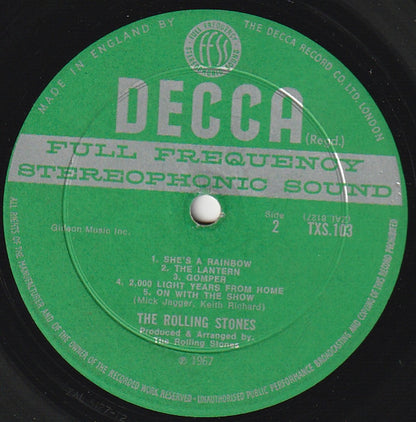 MADE IN ENGLAND BY THE DECCA RECORD CO. LTD. LONDON
FULL FREQUENCY
FFSS
DECCA (Regd.)
FULL FREQUENCY
STEREOPHONIC SOUND
Side
2
TXS.103
Gideon Music Inc.
1. SHE'S A RAINBOW
2. THE LANTERN
3. GOMPER
4. 2,000 LIGHT YEARS FROM HOME
5. ON WITH THE SHOW
(Mick Jagger, Keith Richard)
THE ROLLING STONES
Produced & Arranged by:
The Rolling Stones
℗ 1967
ALL RIGHTS OF THE MANUFACTURER AND OF THE OWNER OF THE RECORDED WORK RESERVED - UNAUTHORISED PUBLIC PERFORMANCE BROADCASTING AND COPYING OF THIS RECORD PROHIBITED